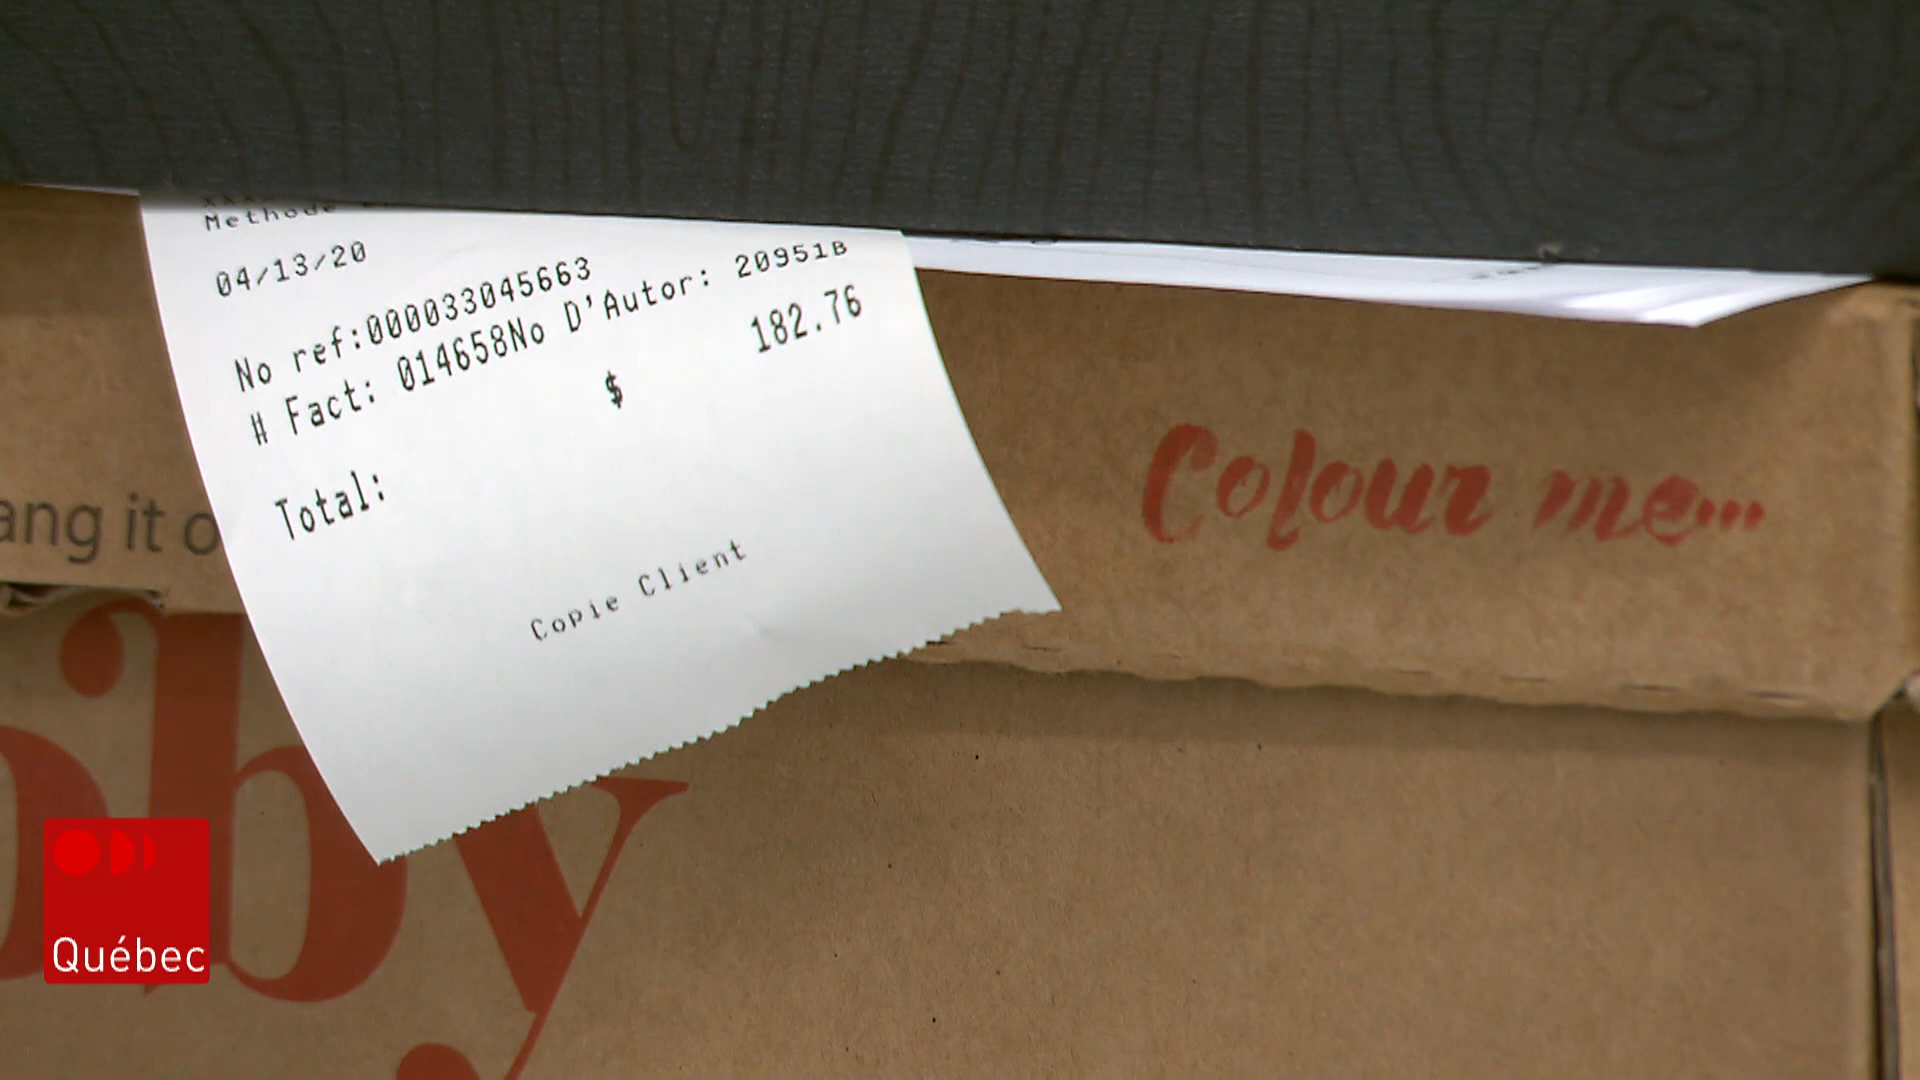 04/13/20
No ref:000033045663
# Fact: 014658No D'Autor: 20951B
$ 182.76
Total:
Copie Client
Colour me...
ang it o
by
Québec